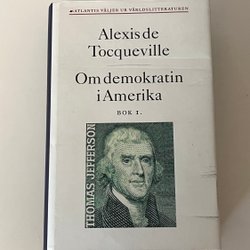 ATLANTIS VÄLJER UR VÄRLDSLITTERATUREN
Alexis de
Tocqueville
Om demokratin
i Amerika
BOK 1.
THOMAS JEFFERSON